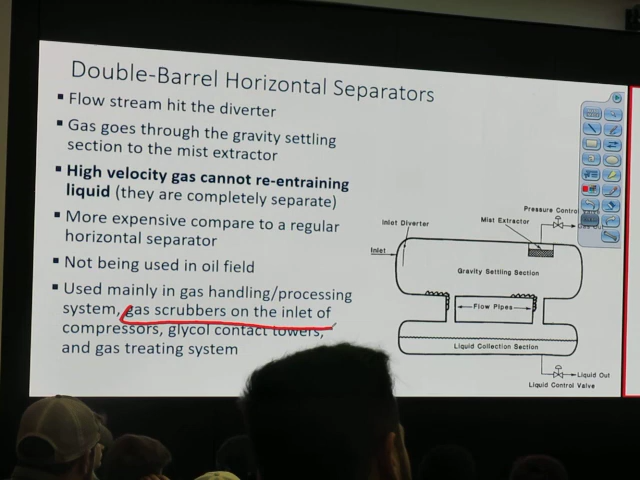 Double-Barrel Horizontal Separators
▪ Flow stream hit the diverter
▪ Gas goes through the gravity settling
section to the mist extractor
▪ High velocity gas cannot re-entraining
liquid (they are completely separate)
▪ More expensive compare to a regular
horizontal separator
▪ Not being used in oil field
▪ Used mainly in gas handling/processing
system, gas scrubbers on the inlet of
compressors, glycol contact towers,
and gas treating system
Pressure Control
Mist Extractor
Inlet Diverter
Inlet
Gravity Settling Section
Flow Pipes
Liquid Collection Section
Liquid Out
Liquid Control Valve